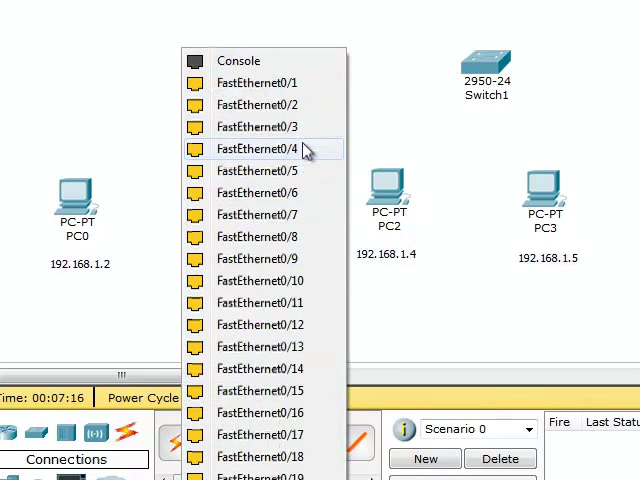 Console
FastEthernet0/1
FastEthernet0/2
FastEthernet0/3
FastEthernet0/4
FastEthernet0/5
FastEthernet0/6
FastEthernet0/7
FastEthernet0/8
FastEthernet0/9
FastEthernet0/10
FastEthernet0/11
FastEthernet0/12
FastEthernet0/13
FastEthernet0/14
FastEthernet0/15
FastEthernet0/16
FastEthernet0/17
FastEthernet0/18
FastEthernet0/19
2950-24
Switch1
PC-PT
PC0
192.168.1.2
PC-PT
PC2
192.168.1.4
PC-PT
PC3
192.168.1.5
Time: 00:07:16
Power Cycle
Connections
Scenario 0
New
Delete
Fire
Last Statu